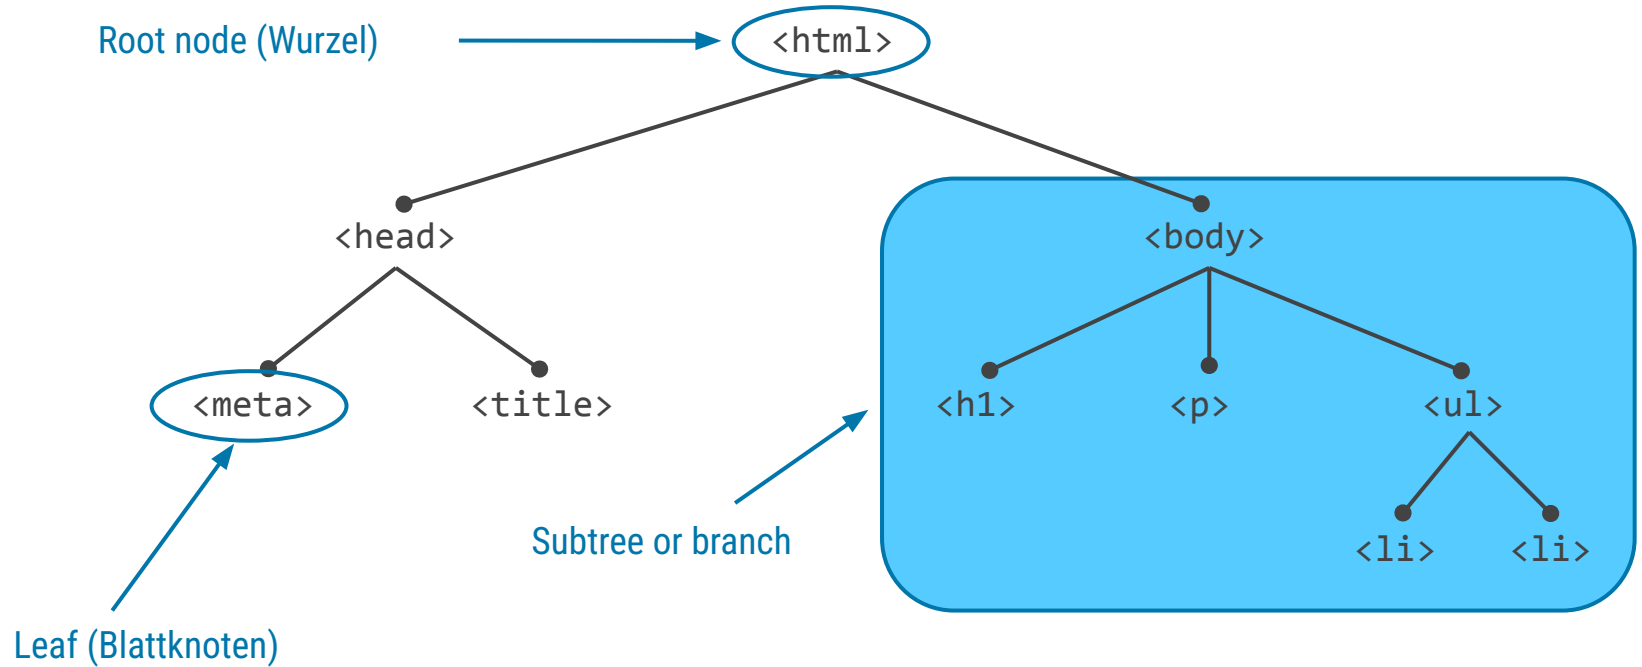 Root node (Wurzel)
<html>
<head>
<body>
<meta>
<title>
<h1>
<p>
<ul>
Subtree or branch
<li>
<li>
Leaf (Blattknoten)